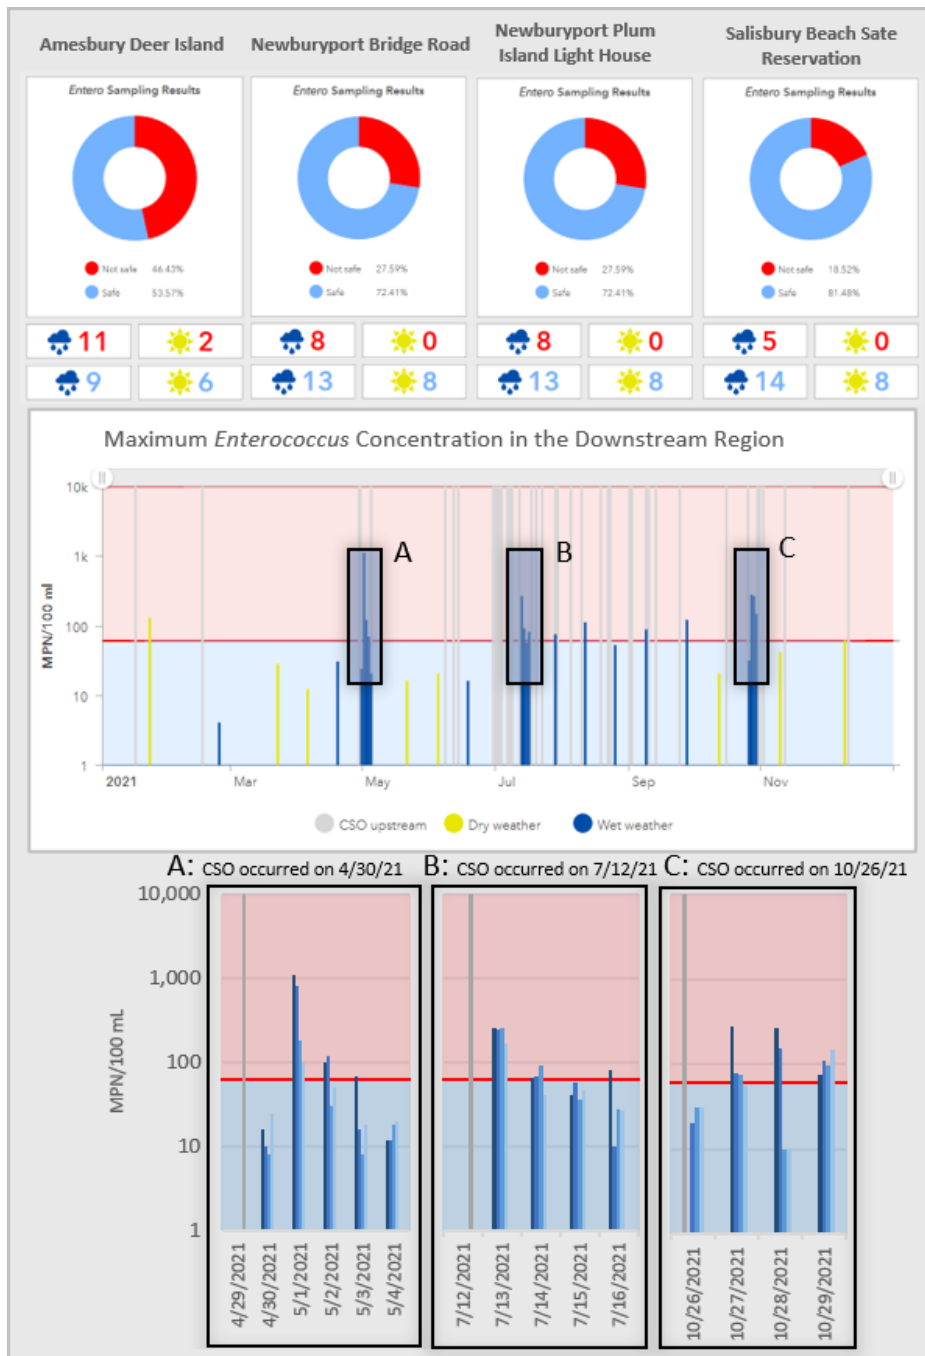 Amesbury Deer Island
Newburyport Bridge Road
Newburyport Plum
Island Light House
Salisbury Beach Sate
Reservation
Entero Sampling Results
Entero Sampling Results
Entero Sampling Results
Entero Sampling Results
Not safe 46.43%
Safe 53.57%
Not safe 27.59%
Safe 72.41%
Not safe 27.59%
Safe 72.41%
Not safe 18.52%
Safe 81.48%
11 2 8 0 8 0 5 0
9 6 13 8 13 8 14 8
Maximum Enterococcus Concentration in the Downstream Region
10k
1k
100
10
1
MPN/100 ml
A
B
C
2021 Mar May Jul Sep Nov
CSO upstream Dry weather Wet weather
A: CSO occurred on 4/30/21
B: CSO occurred on 7/12/21
C: CSO occurred on 10/26/21
10,000
1,000
100
10
1
MPN/100 mL
4/29/2021
4/30/2021
5/1/2021
5/2/2021
5/3/2021
5/4/2021
7/12/2021
7/13/2021
7/14/2021
7/15/2021
7/16/2021
10/26/2021
10/27/2021
10/28/2021
10/29/2021